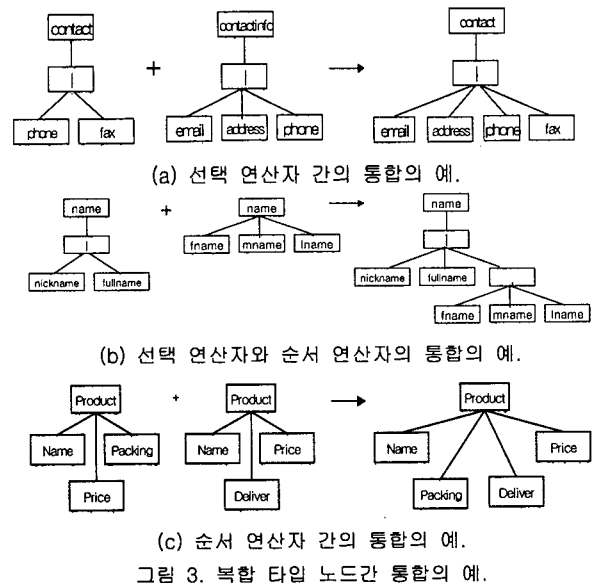 contact + contactinfo → contact
| | |
phone fax email address phone email address phone fax
(a) 선택 연산자 간의 통합의 예.
name + name → name
| fname mname lname |
nickname fullname nickname fullname
fname mname lname
(b) 선택 연산자와 순서 연산자의 통합의 예.
Product + Product → Product
Name Packing Name Price Name Price
Price Deliver Packing Deliver
(c) 순서 연산자 간의 통합의 예.
그림 3. 복합 타입 노드간 통합의 예.